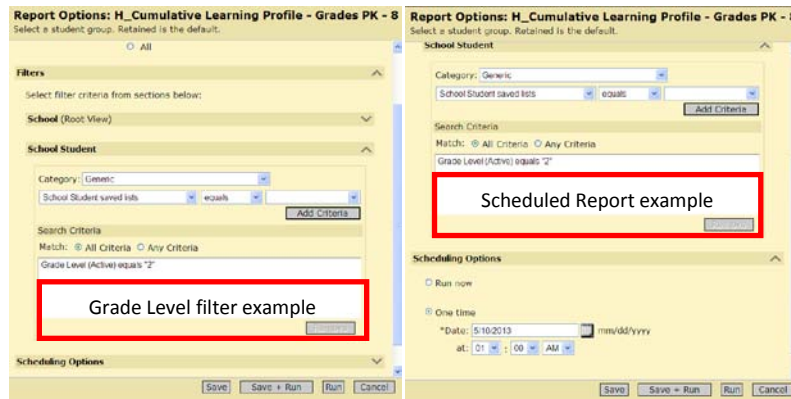 Report Options: H_Cumulative Learning Profile - Grades PK - 8
Select a student group. Retained is the default.
All
Filters
Select filter criteria from sections below:
School (Root View)
School Student
Category: Generic
School Student saved lists equals
Add Criteria
Search Criteria
Match: All Criteria Any Criteria
Grade Level (Active) equals "2"
Grade Level filter example
Scheduling Options
Save Save + Run Run Cancel
Report Options: H_Cumulative Learning Profile - Grades PK -
Select a student group. Retained is the default.
School Student
Category: Generic
School Student saved lists equals
Add Criteria
Search Criteria
Match: All Criteria Any Criteria
Grade Level (Active) equals "2"
Scheduled Report example
Scheduling Options
Run now
One time
*Date: 5/10/2013 mm/dd/yyyy
at: 01 : 00 AM
Save Save + Run Run Cancel